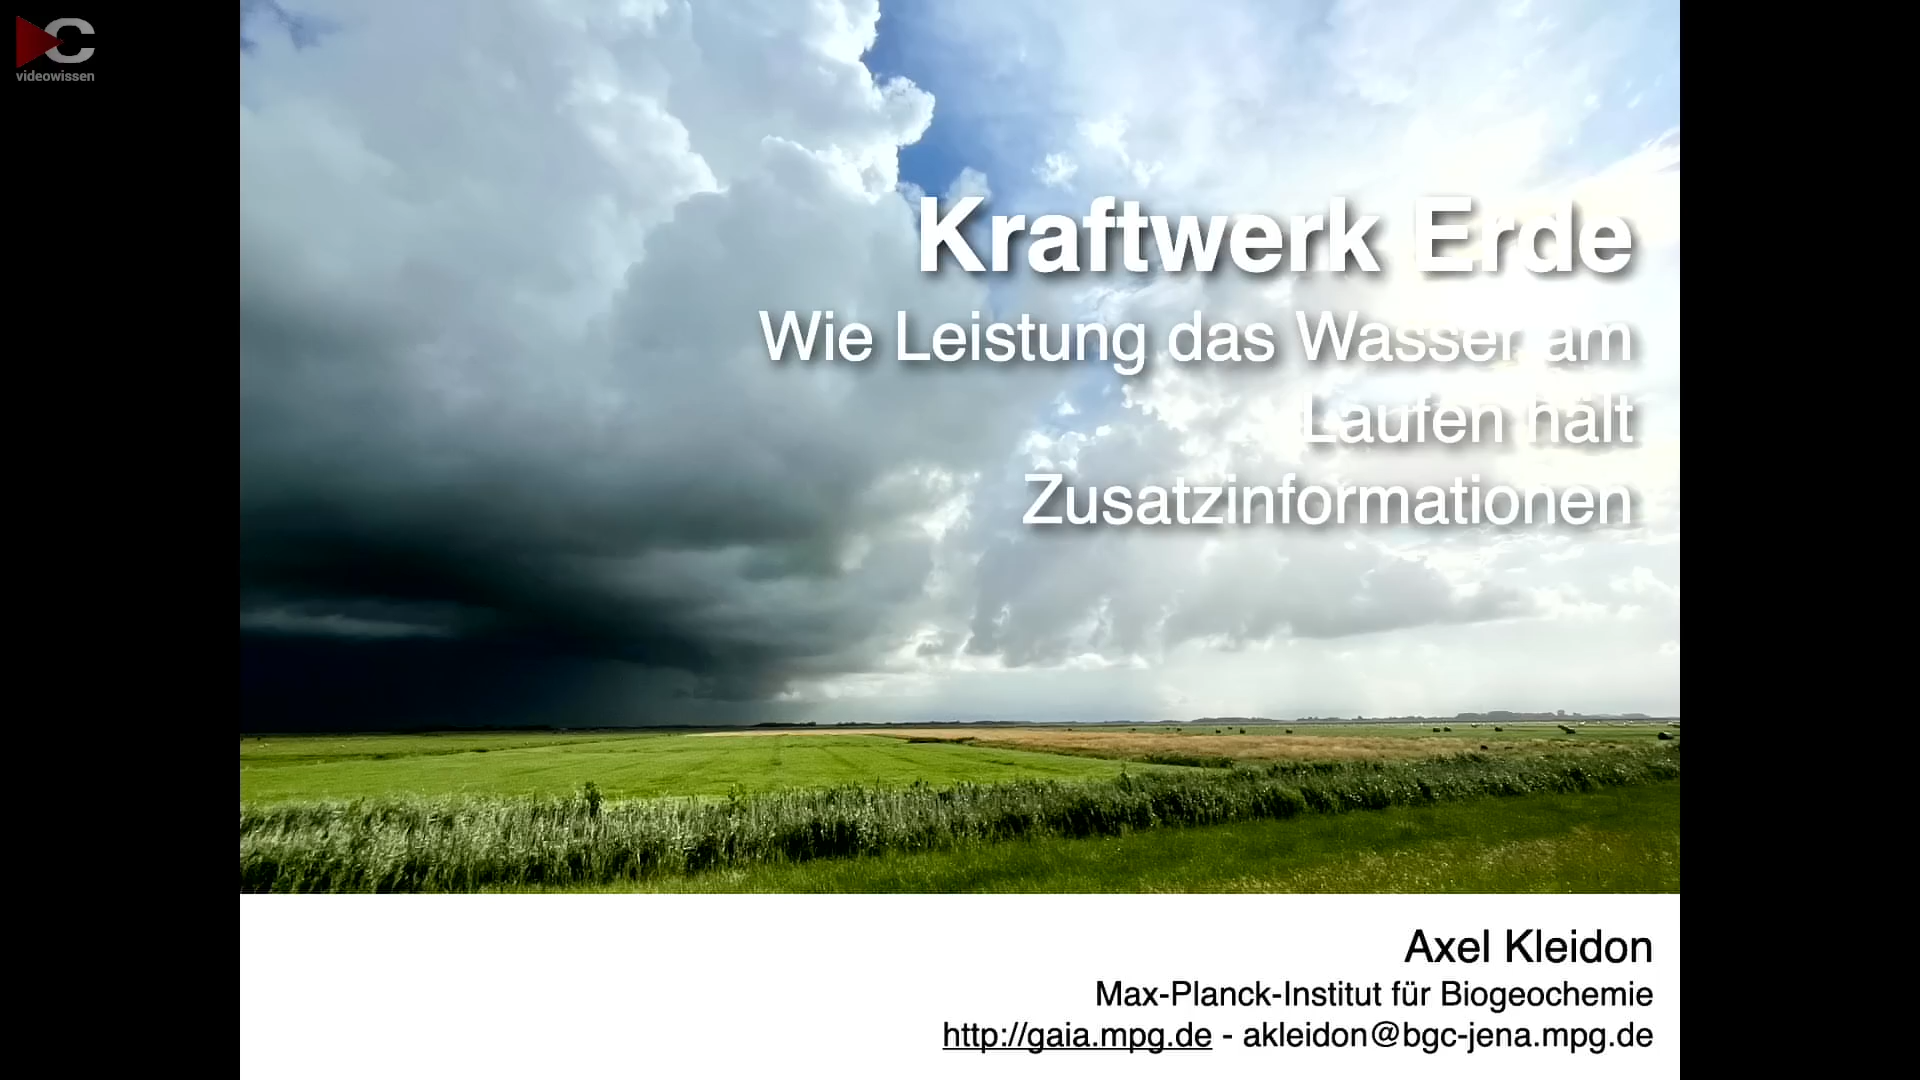 videowissen
Kraftwerk Erde
Wie Leistung das Wasser am
Laufen hält
Zusatzinformationen
Axel Kleidon
Max-Planck-Institut für Biogeochemie
http://gaia.mpg.de - akleidon@bgc-jena.mpg.de